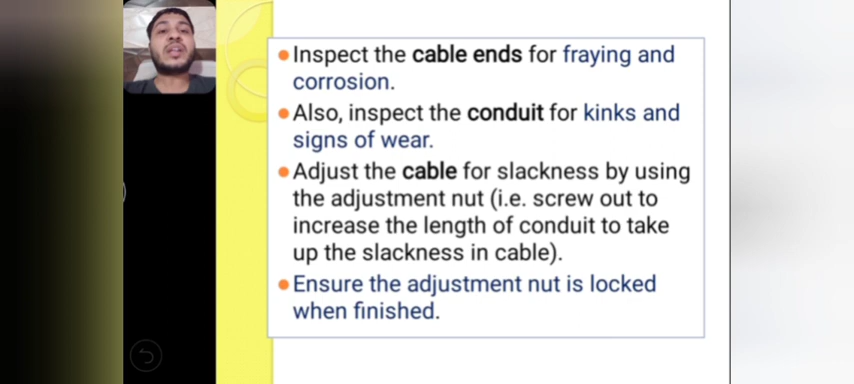 Inspect the cable ends for fraying and
corrosion.
Also, inspect the conduit for kinks and
signs of wear.
Adjust the cable for slackness by using
the adjustment nut (i.e. screw out to
increase the length of conduit to take
up the slackness in cable).
Ensure the adjustment nut is locked
when finished.